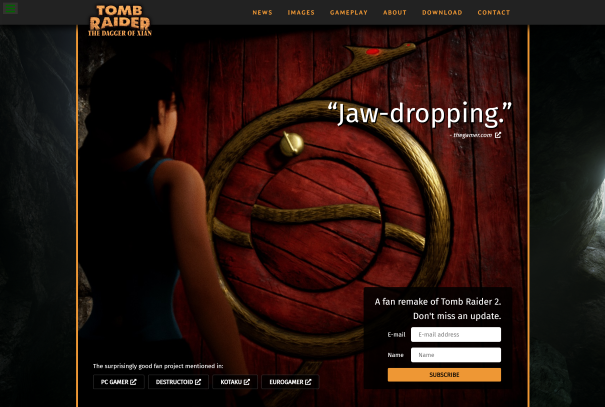 TOMB
RAIDER
THE DAGGER OF XIAN
NEWS IMAGES GAMEPLAY ABOUT DOWNLOAD CONTACT
“Jaw-dropping.”
- thegamer.com
A fan remake of Tomb Raider 2.
Don't miss an update.
E-mail E-mail address
Name Name
SUBSCRIBE
The surprisingly good fan project mentioned in:
PC GAMER DESTRUCTOID KOTAKU EUROGAMER